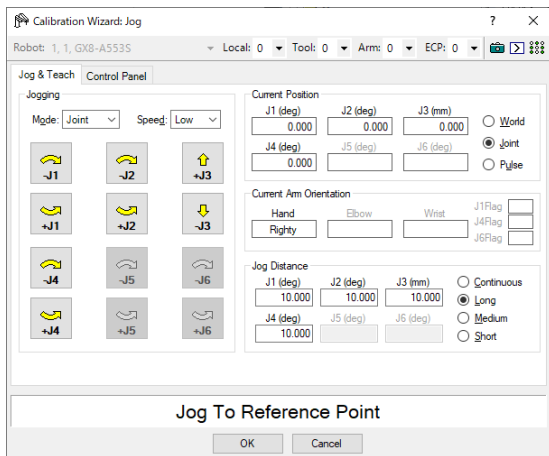 Calibration Wizard: Jog ? ×
Robot: 1, 1, GX8-A553S Local: 0 Tool: 0 Arm: 0 ECP: 0
Jog & Teach Control Panel
Jogging
Mode: Joint Speed: Low
-J1 -J2 +J3
+J1 +J2 -J3
-J4 -J5 -J6
+J4 +J5 +J6
Current Position
J1 (deg) J2 (deg) J3 (mm)
0.000 0.000 0.000 World
J4 (deg) J5 (deg) J6 (deg) Joint
0.000 Pulse
Current Arm Orientation
Hand Elbow Wrist J1Flag
Righty J4Flag
J6Flag
Jog Distance
J1 (deg) J2 (deg) J3 (mm) Continuous
10.000 10.000 10.000 Long
J4 (deg) J5 (deg) J6 (deg) Medium
10.000 Short
Jog To Reference Point
OK Cancel